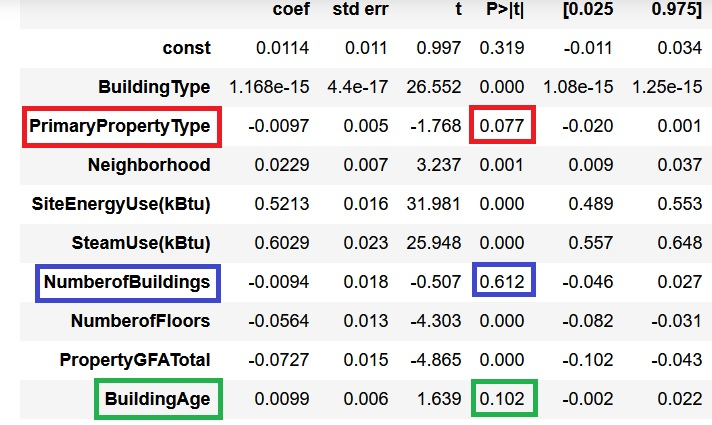 coef std err t P>|t| [0.025 0.975]
const 0.0114 0.011 0.997 0.319 -0.011 0.034
BuildingType 1.168e-15 4.4e-17 26.552 0.000 1.08e-15 1.25e-15
PrimaryPropertyType -0.0097 0.005 -1.768 0.077 -0.020 0.001
Neighborhood 0.0229 0.007 3.237 0.001 0.009 0.037
SiteEnergyUse(kBtu) 0.5213 0.016 31.981 0.000 0.489 0.553
SteamUse(kBtu) 0.6029 0.023 25.948 0.000 0.557 0.648
NumberofBuildings -0.0094 0.018 -0.507 0.612 -0.046 0.027
NumberofFloors -0.0564 0.013 -4.303 0.000 -0.082 -0.031
PropertyGFATotal -0.0727 0.015 -4.865 0.000 -0.102 -0.043
BuildingAge 0.0099 0.006 1.639 0.102 -0.002 0.022